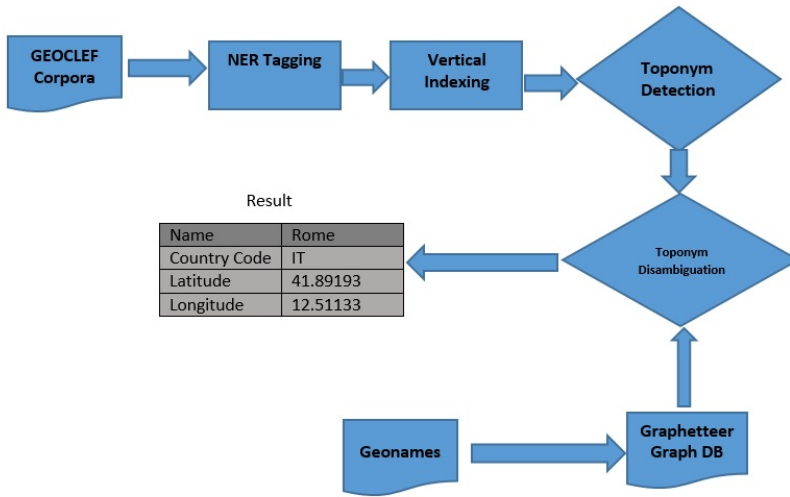 GEOCLEF
Corpora
NER Tagging
Vertical
Indexing
Toponym
Detection
Result
Name Rome
Country Code IT
Latitude 41.89193
Longitude 12.51133
Toponym
Disambiguation
Geonames
Graphetteer
Graph DB